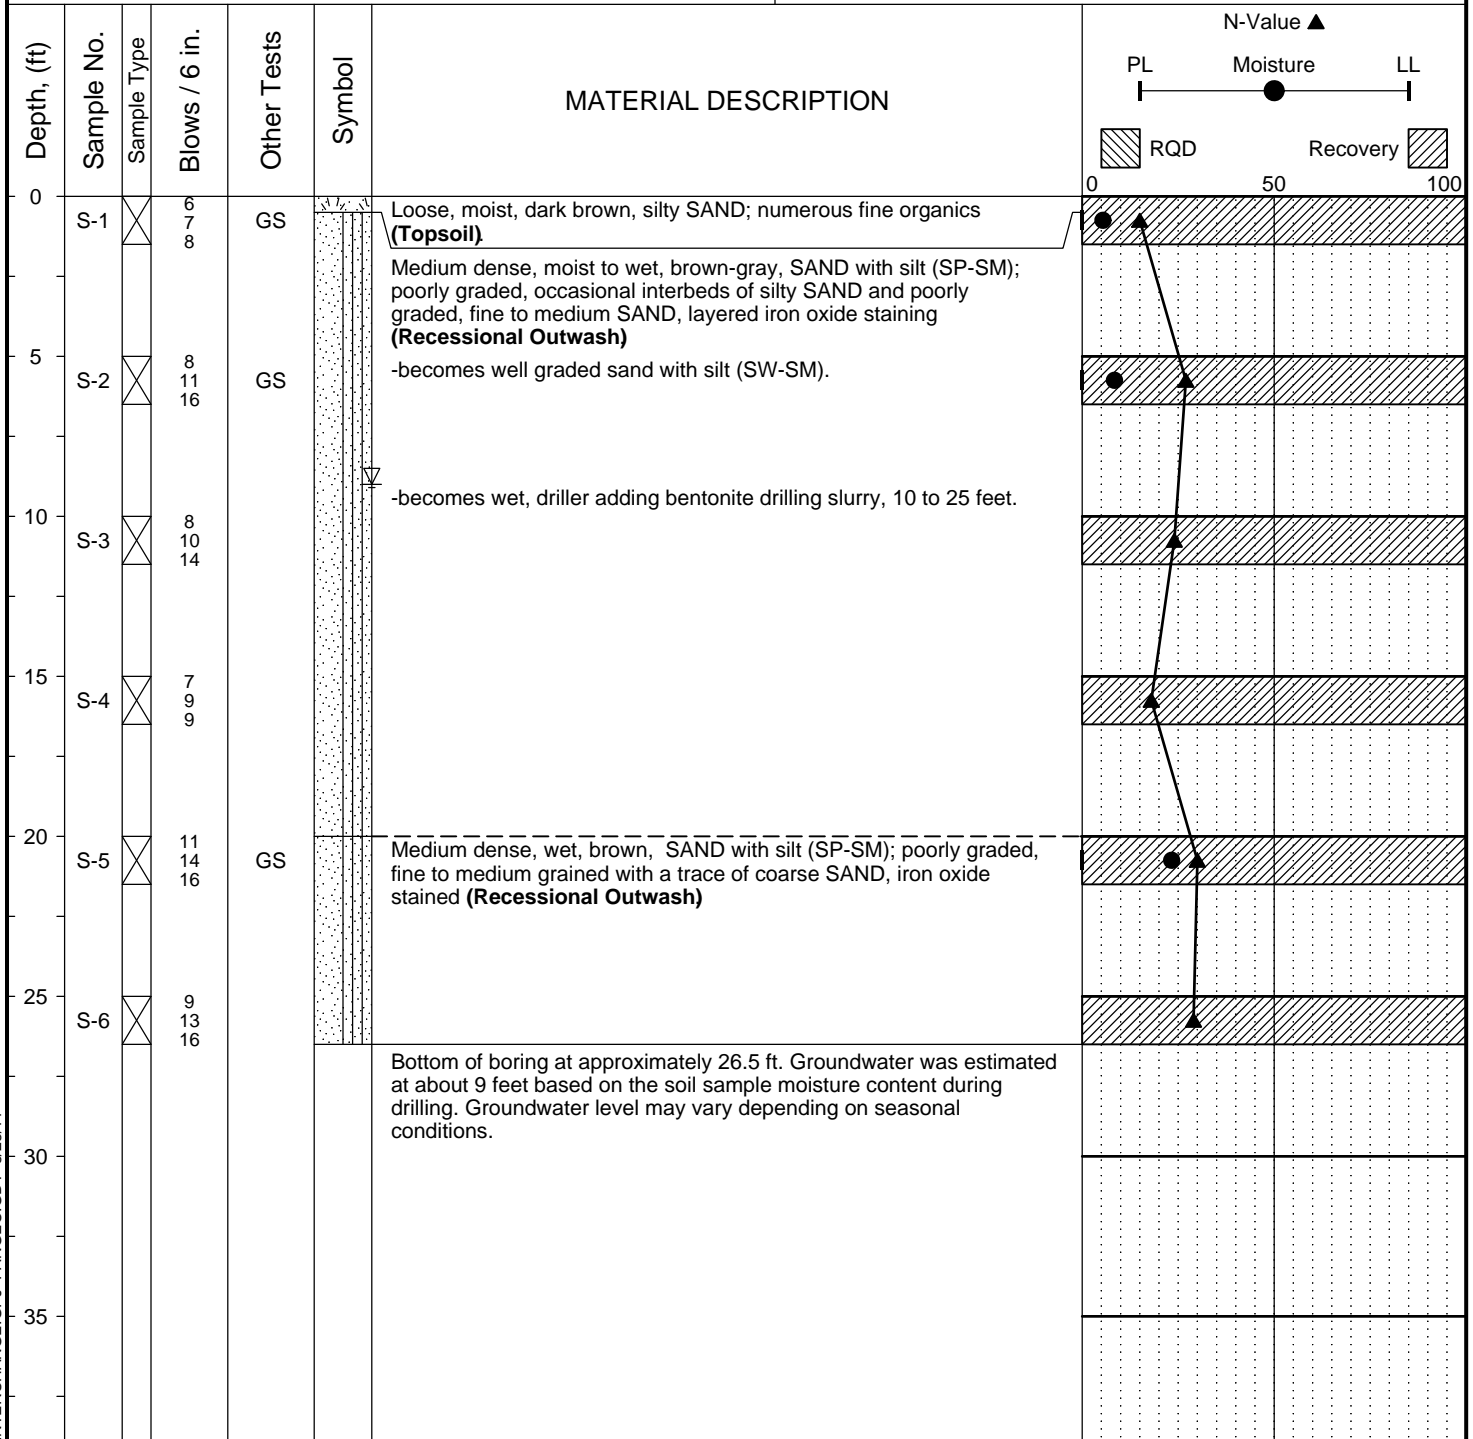 Depth, (ft)
Sample No.
Sample Type
Blows / 6 in.
Other Tests
Symbol
MATERIAL DESCRIPTION
N-Value ▲
PL Moisture LL
RQD Recovery
0 50 100
0
S-1
6
7
8
GS
Loose, moist, dark brown, silty SAND; numerous fine organics
(Topsoil).
Medium dense, moist to wet, brown-gray, SAND with silt (SP-SM);
poorly graded, occasional interbeds of silty SAND and poorly
graded, fine to medium SAND, layered iron oxide staining
(Recessional Outwash)
5
S-2
8
11
16
GS
-becomes well graded sand with silt (SW-SM).
-becomes wet, driller adding bentonite drilling slurry, 10 to 25 feet.
10
S-3
8
10
14
15
S-4
7
9
9
20
S-5
11
14
16
GS
Medium dense, wet, brown, SAND with silt (SP-SM); poorly graded,
fine to medium grained with a trace of coarse SAND, iron oxide
stained (Recessional Outwash)
25
S-6
9
13
16
Bottom of boring at approximately 26.5 ft. Groundwater was estimated
at about 9 feet based on the soil sample moisture content during
drilling. Groundwater level may vary depending on seasonal
conditions.
30
35